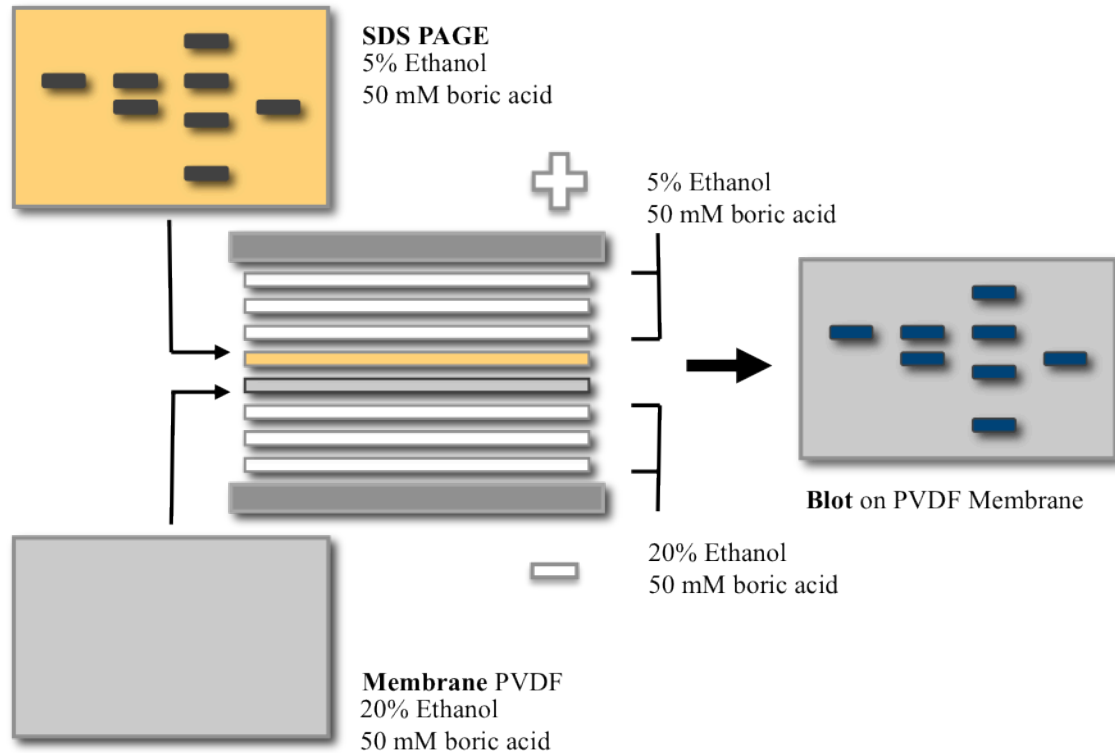 SDS PAGE
5% Ethanol
50 mM boric acid
5% Ethanol
50 mM boric acid
Blot on PVDF Membrane
20% Ethanol
50 mM boric acid
Membrane PVDF
20% Ethanol
50 mM boric acid